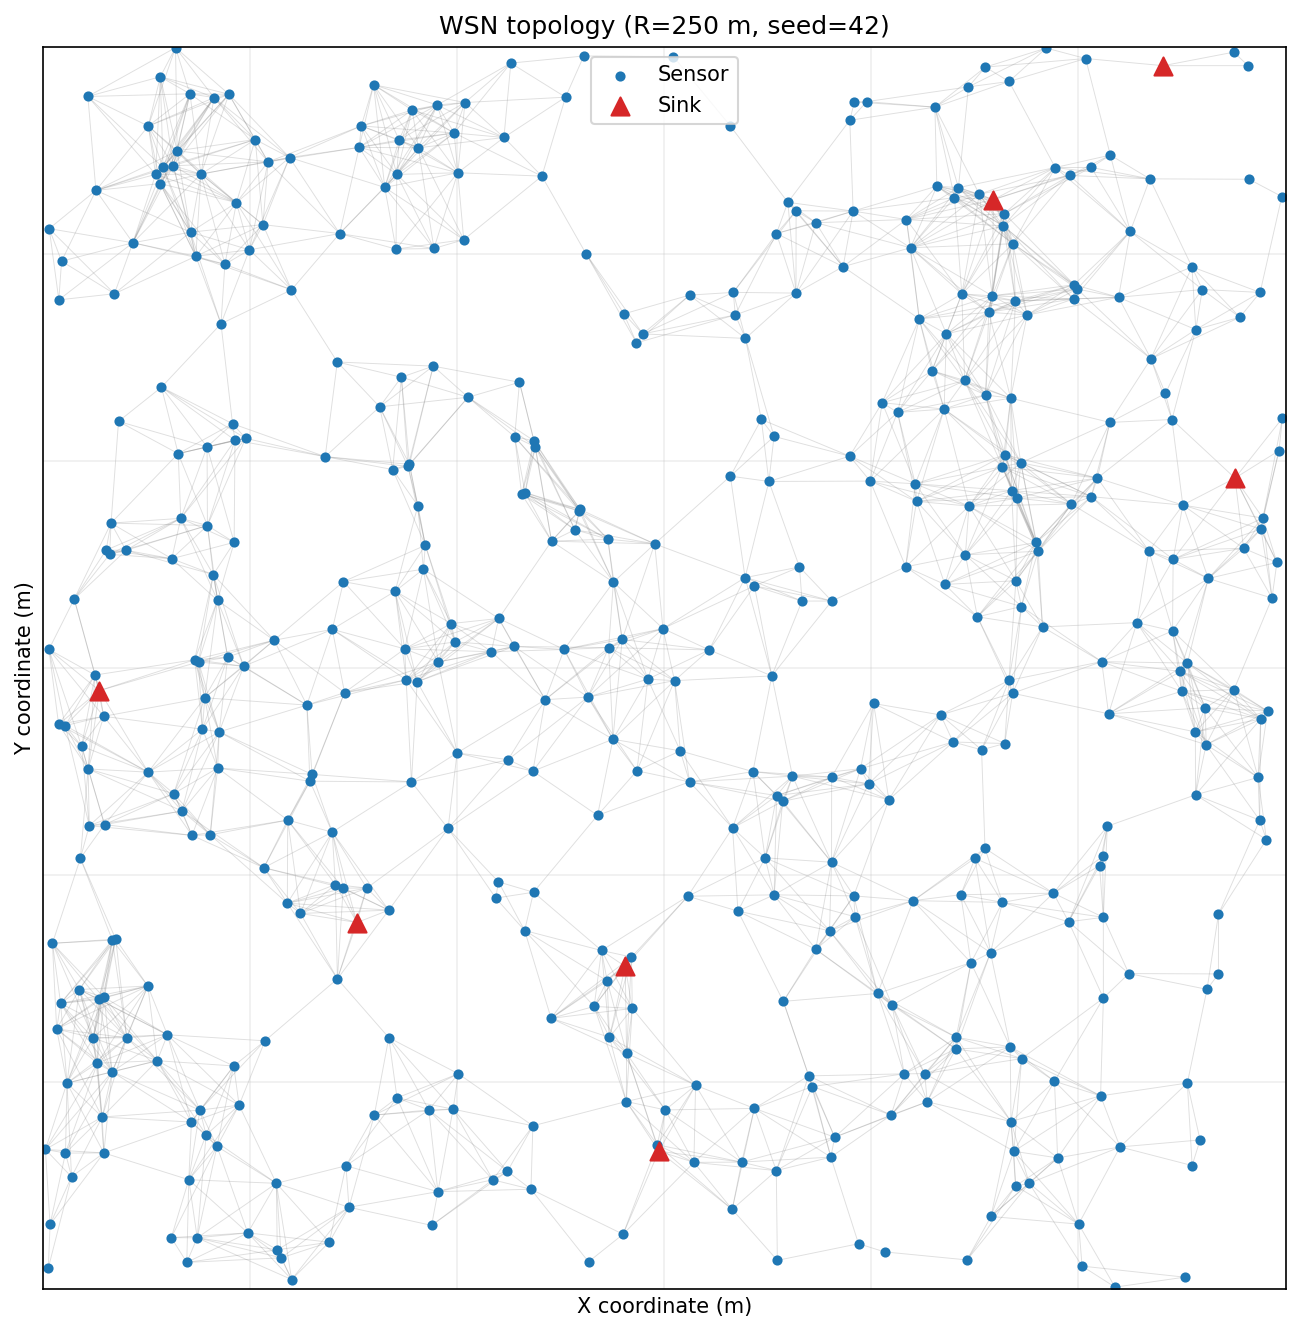 WSN topology (R=250 m, seed=42)
Sensor
Sink
Y coordinate (m)
X coordinate (m)